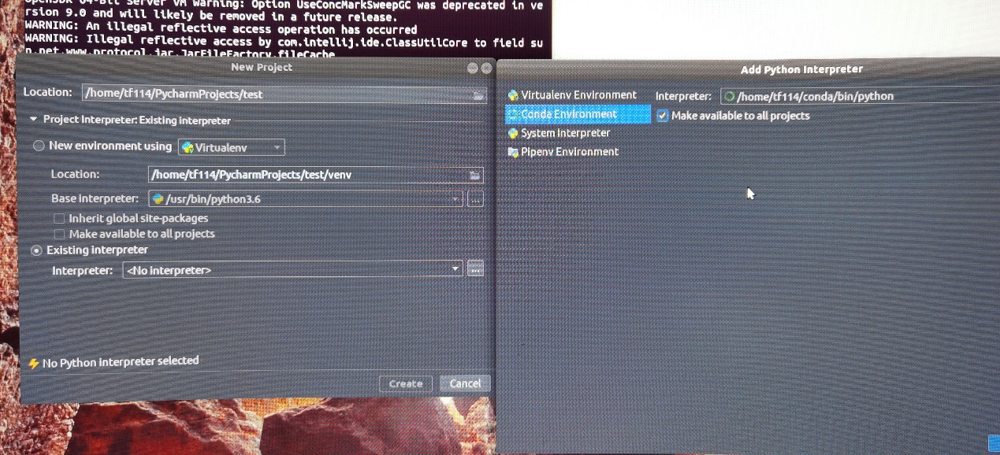 OpenJDK 64-Bit Server VM warning: Option UseConcMarkSweepGC was deprecated in ve
rsion 9.0 and will likely be removed in a future release.
WARNING: An illegal reflective access operation has occurred
WARNING: Illegal reflective access by com.intellij.ide.ClassUtilCore to field su
n.net.www.protocol.jar.JarFileFactory.fileCache
New Project
Location: /home/tf114/PycharmProjects/test
Project Interpreter: Existing interpreter
New environment using Virtualenv
Location: /home/tf114/PycharmProjects/test/venv
Base interpreter: /usr/bin/python3.6
...
Inherit global site-packages
Make available to all projects
Existing interpreter
Interpreter: <No interpreter>
...
No Python interpreter selected
Create Cancel
Add Python Interpreter
Virtualenv Environment
Conda Environment
System Interpreter
Pipenv Environment
Interpreter: /home/tf114/conda/bin/python
Make available to all projects